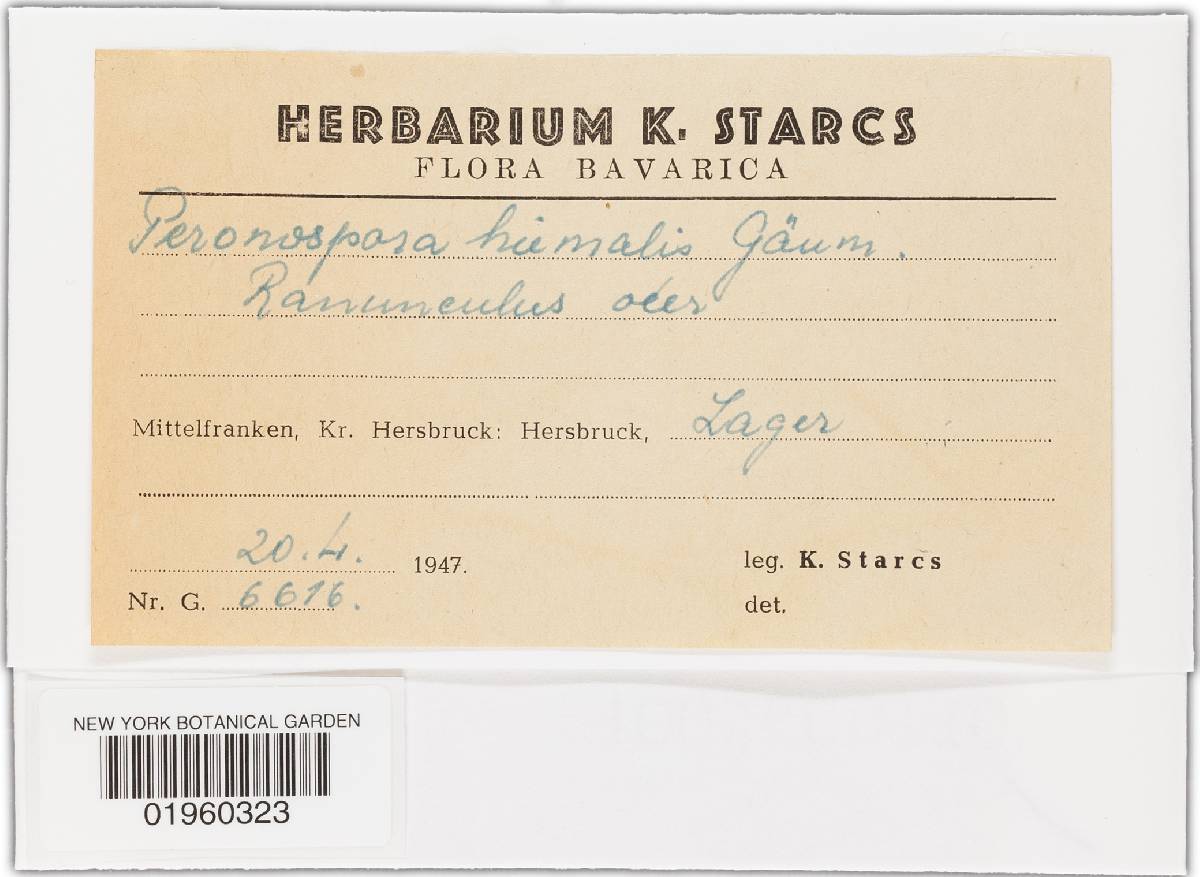 HERBARIUM K. STARCS
FLORA BAVARICA
Peronospora hiemalis Gäum.
Ranunculus
Mittelfranken, Kr. Hersbruck: Hersbruck, Lager
20.4. 1947.
leg. K. Starcs
Nr. G. 6616.
det.
NEW YORK BOTANICAL GARDEN
01960323